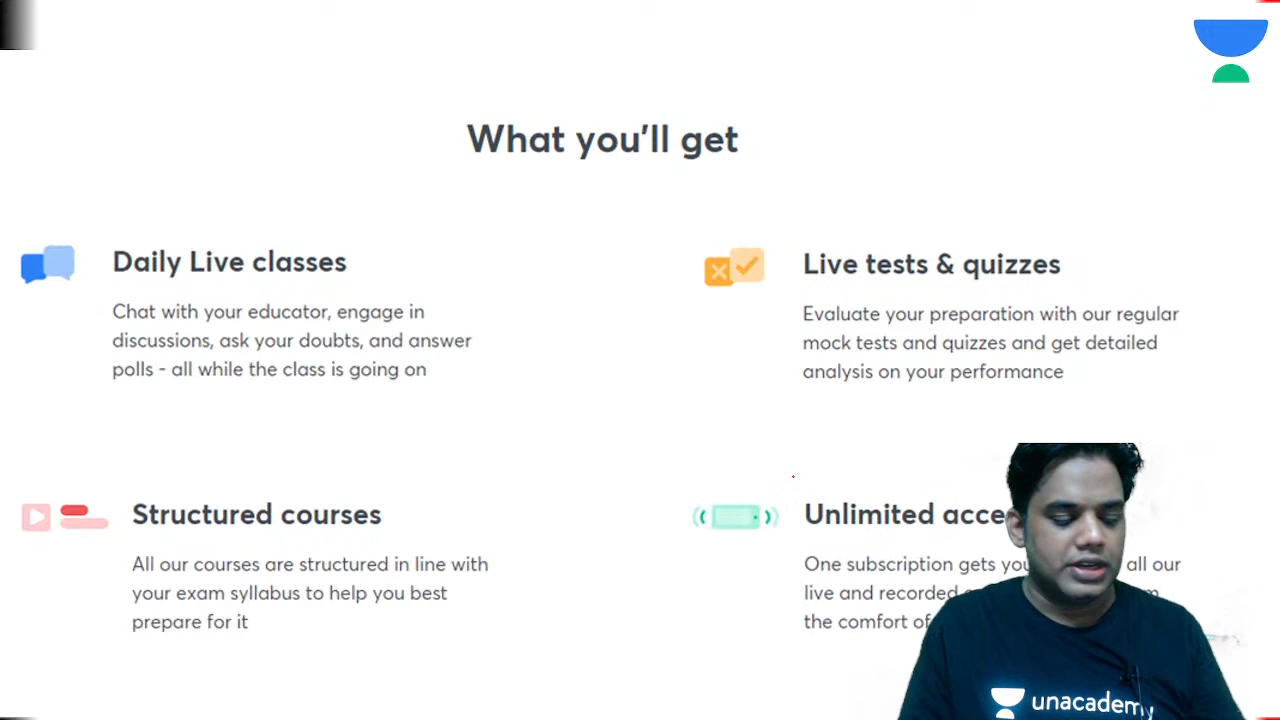 What you'll get
Daily Live classes
Chat with your educator, engage in
discussions, ask your doubts, and answer
polls - all while the class is going on
Live tests & quizzes
Evaluate your preparation with our regular
mock tests and quizzes and get detailed
analysis on your performance
Structured courses
All our courses are structured in line with
your exam syllabus to help you best
prepare for it
Unlimited
One subscription gets all our
live and recorded
the comfort of
unacademy